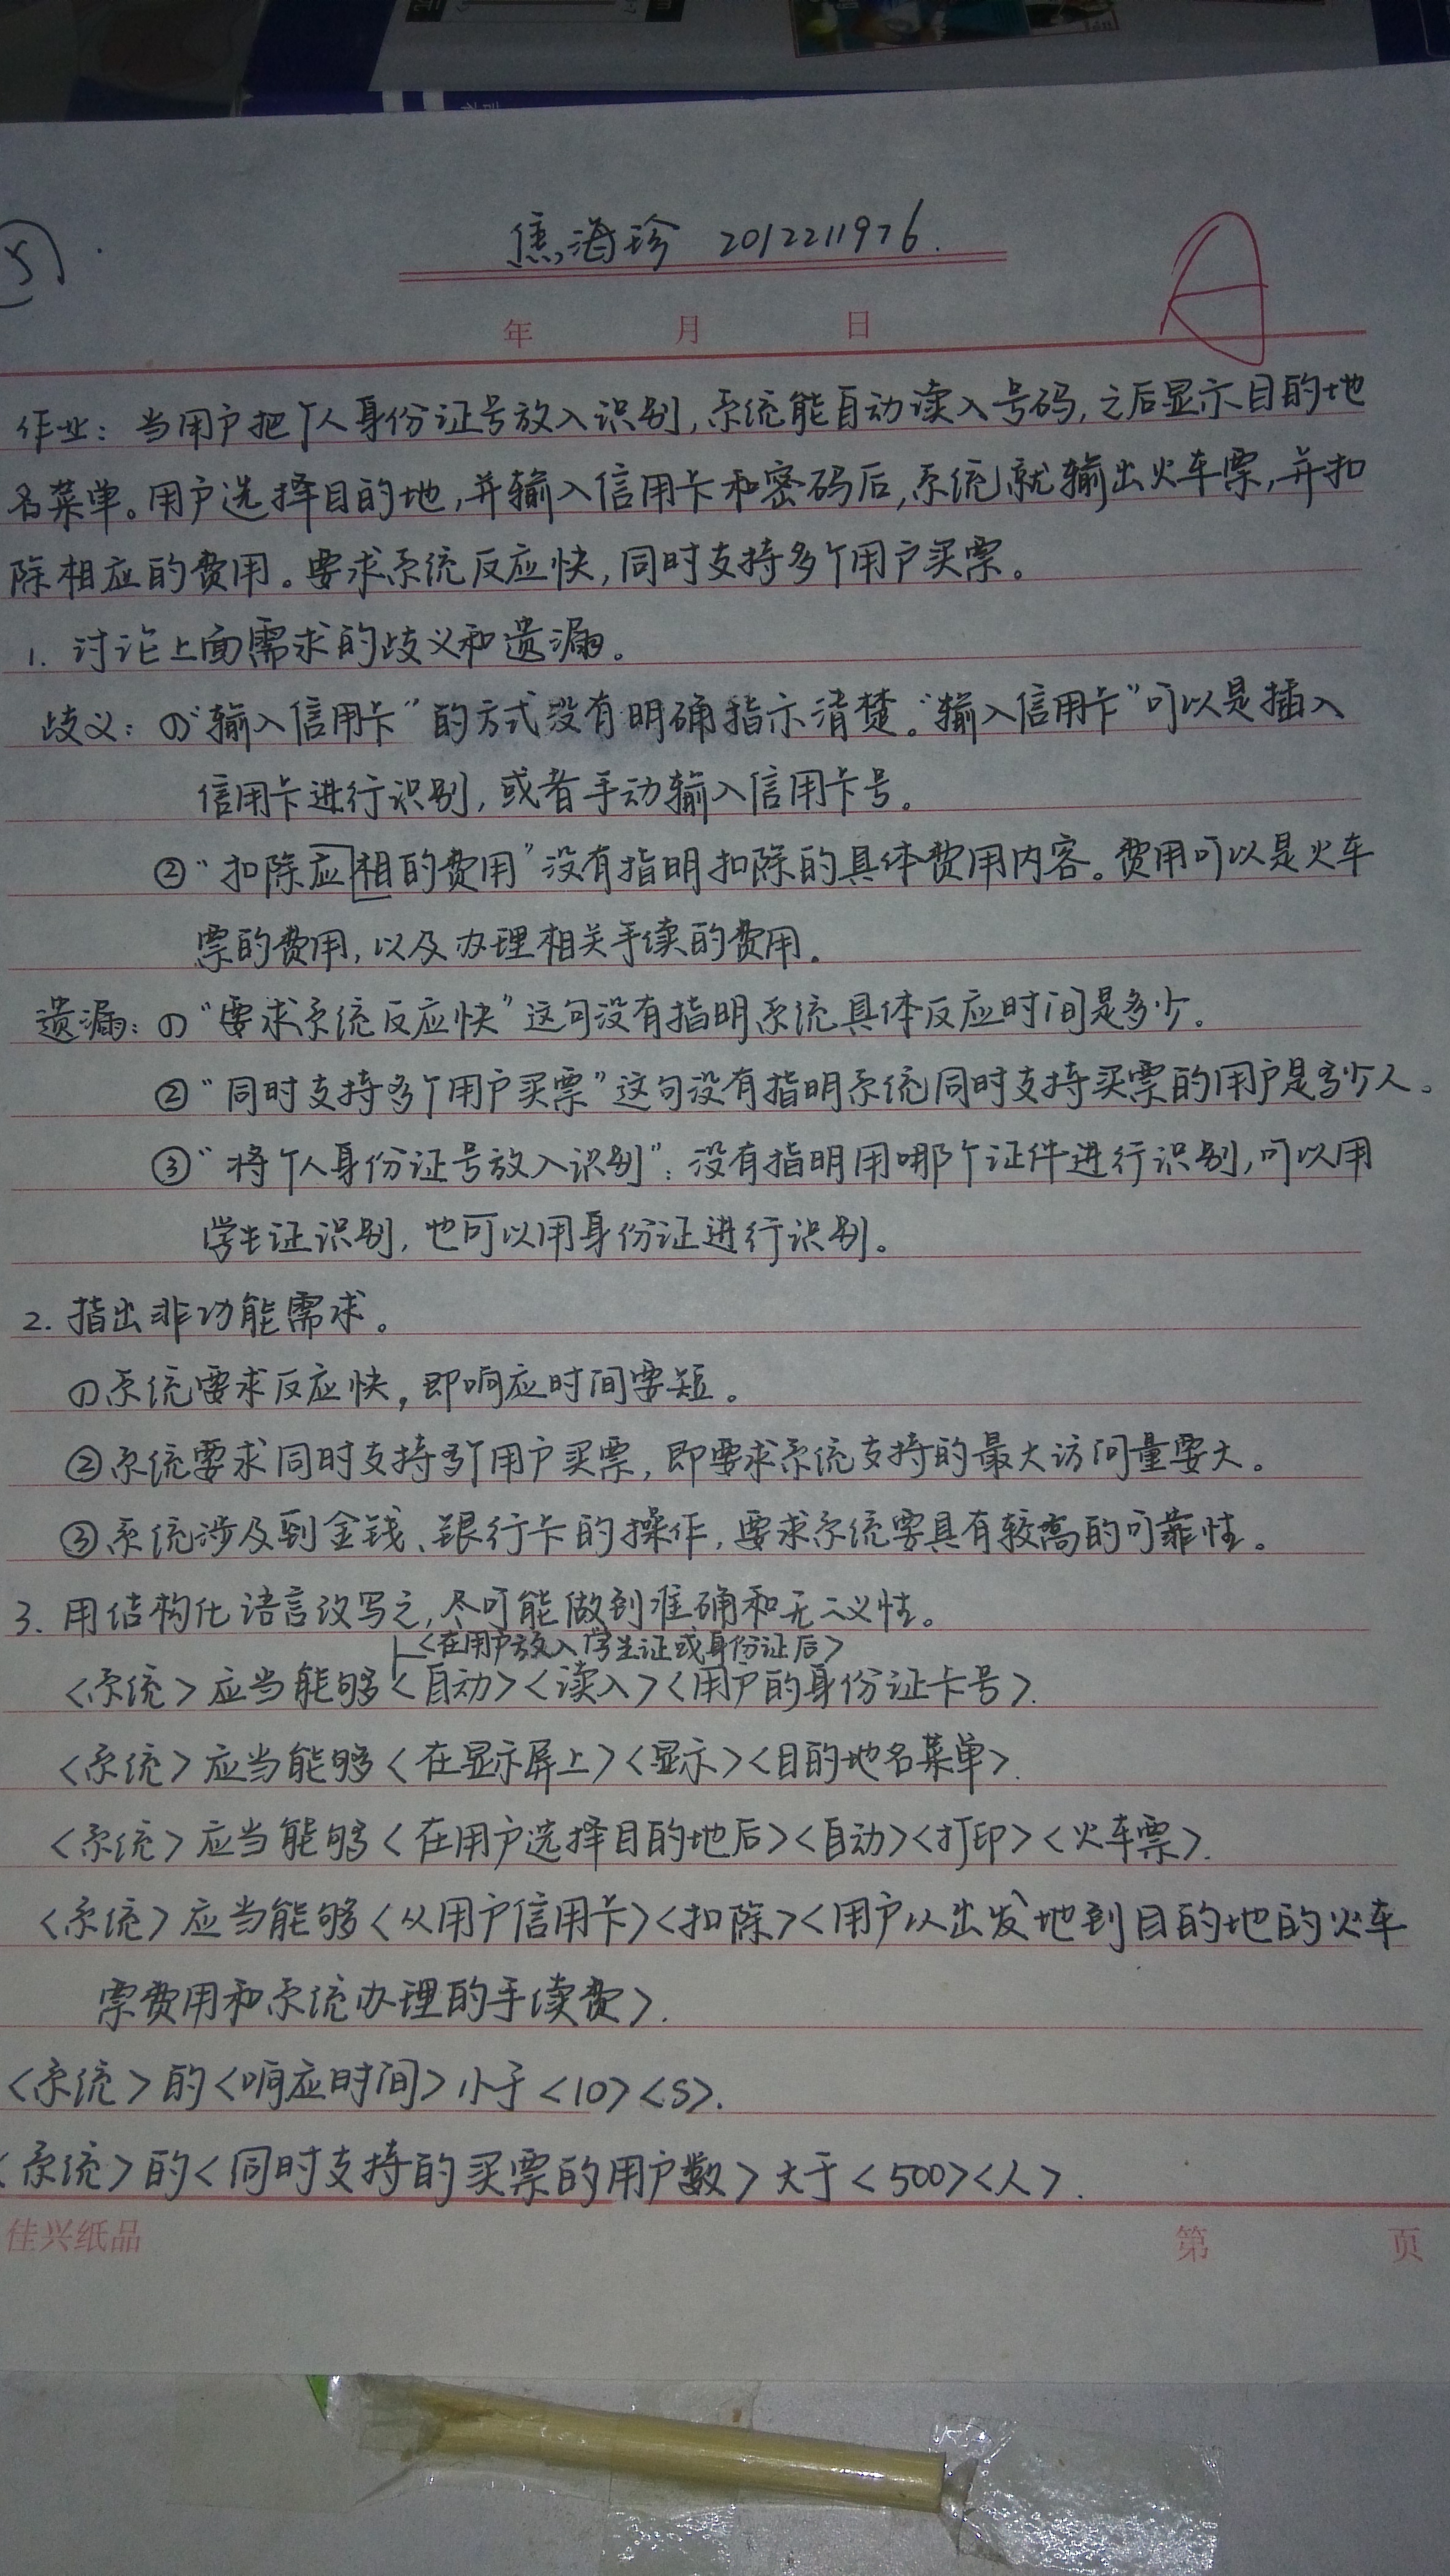 焦海珍 2012211976.
年 月 日
A
作业：当用户把个人身份证号放入识别,系统能自动读入号码,之后显示目的地
名菜单。用户选择目的地,并输入信用卡和密码后,系统就输出火车票,并扣
除相应的费用。要求系统反应快,同时支持多个用户买票。
1. 讨论上面需求的歧义和遗漏。
歧义：①“输入信用卡”的方式没有明确指示清楚。“输入信用卡”可以是插入
信用卡进行识别,或者手动输入信用卡号。
②“扣除应相的费用”没有指明扣除的具体费用内容。费用可以是火车
票的费用,以及办理相关手续的费用。
遗漏：①“要求系统反应快”这句没有指明系统具体反应时间是多少。
②“同时支持多个用户买票”这句没有指明系统同时支持买票的用户是多少人。
③“将个人身份证号放入识别”：没有指明用哪个证件进行识别,可以用
学生证识别,也可以用身份证进行识别。
2. 指出非功能需求。
①系统要求反应快,即响应时间要短。
②系统要求同时支持多个用户买票,即要求系统支持的最大访问量要大。
③系统涉及到金钱、银行卡的操作,要求系统要具有较高的可靠性。
3. 用结构化语言改写之,尽可能做到准确和无二义性。
<在用户放入学生证或身份证后>
<系统>应当能够<自动><读入><用户的身份证卡号>.
<系统>应当能够<在显示屏上><显示><目的地名菜单>.
<系统>应当能够<在用户选择目的地后><自动><打印><火车票>.
<系统>应当能够<从用户信用卡><扣除><用户从出发地到目的地的火车
票费用和系统办理的手续费>.
<系统>的<响应时间>小于<10><S>.
<系统>的<同时支持的买票的用户数>大于<500><人>.
佳兴纸品 第 页